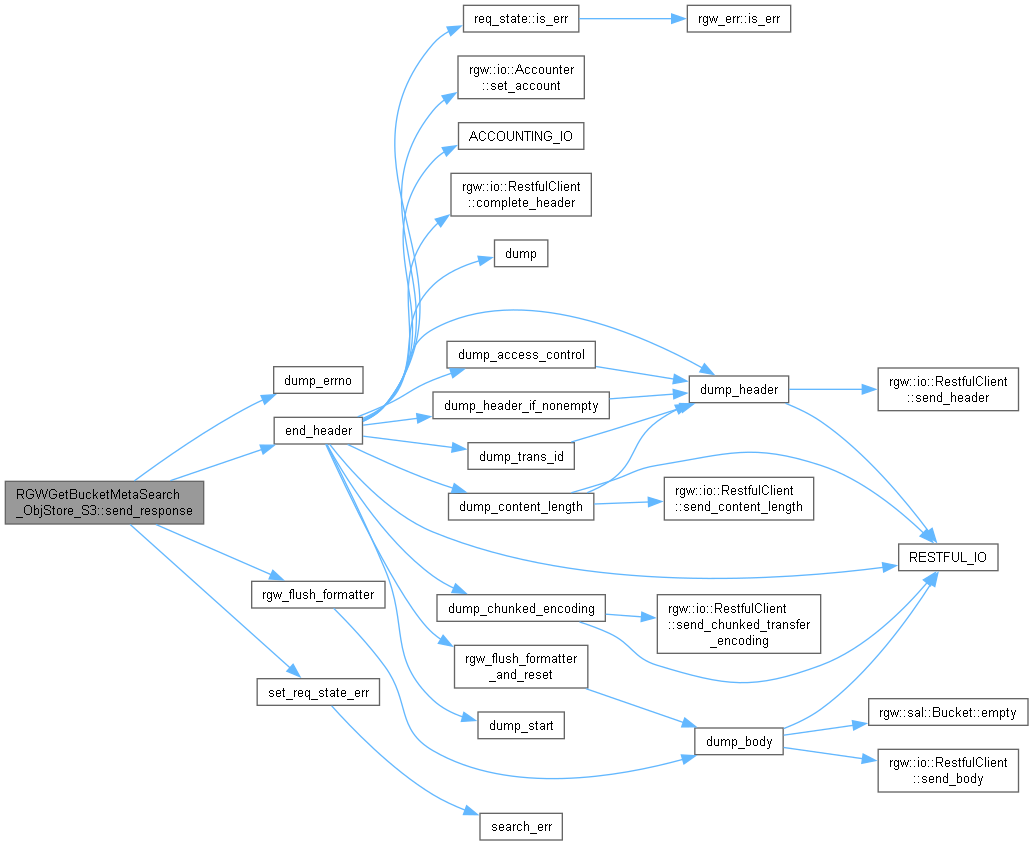 RGWGetBucketMetaSearch
_ObjStore_S3::send_response
dump_errno
end_header
rgw_flush_formatter
set_req_state_err
req_state::is_err
rgw::io::Accounter
::set_account
ACCOUNTING_IO
rgw::io::RestfulClient
::complete_header
dump
dump_access_control
dump_header_if_nonempty
dump_trans_id
dump_content_length
dump_chunked_encoding
rgw_flush_formatter
_and_reset
dump_start
search_err
rgw_err::is_err
dump_header
rgw::io::RestfulClient
::send_content_length
rgw::io::RestfulClient
::send_chunked_transfer
_encoding
dump_body
rgw::io::RestfulClient
::send_header
RESTFUL_IO
rgw::sal::Bucket::empty
rgw::io::RestfulClient
::send_body